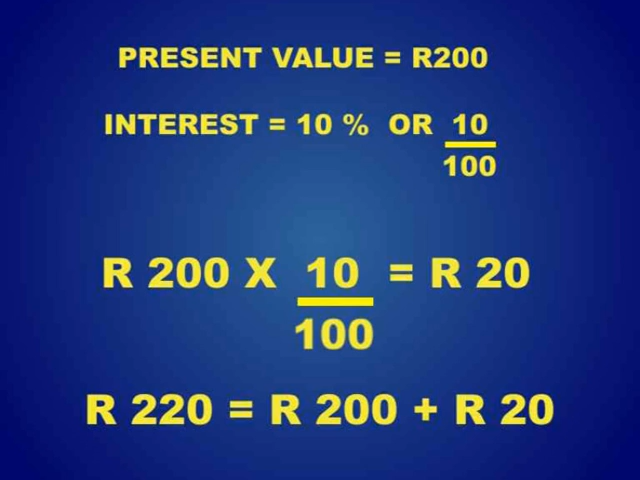 PRESENT VALUE = R200
INTEREST = 10 % OR 10
100
R 200 X 10 = R 20
100
R 220 = R 200 + R 20